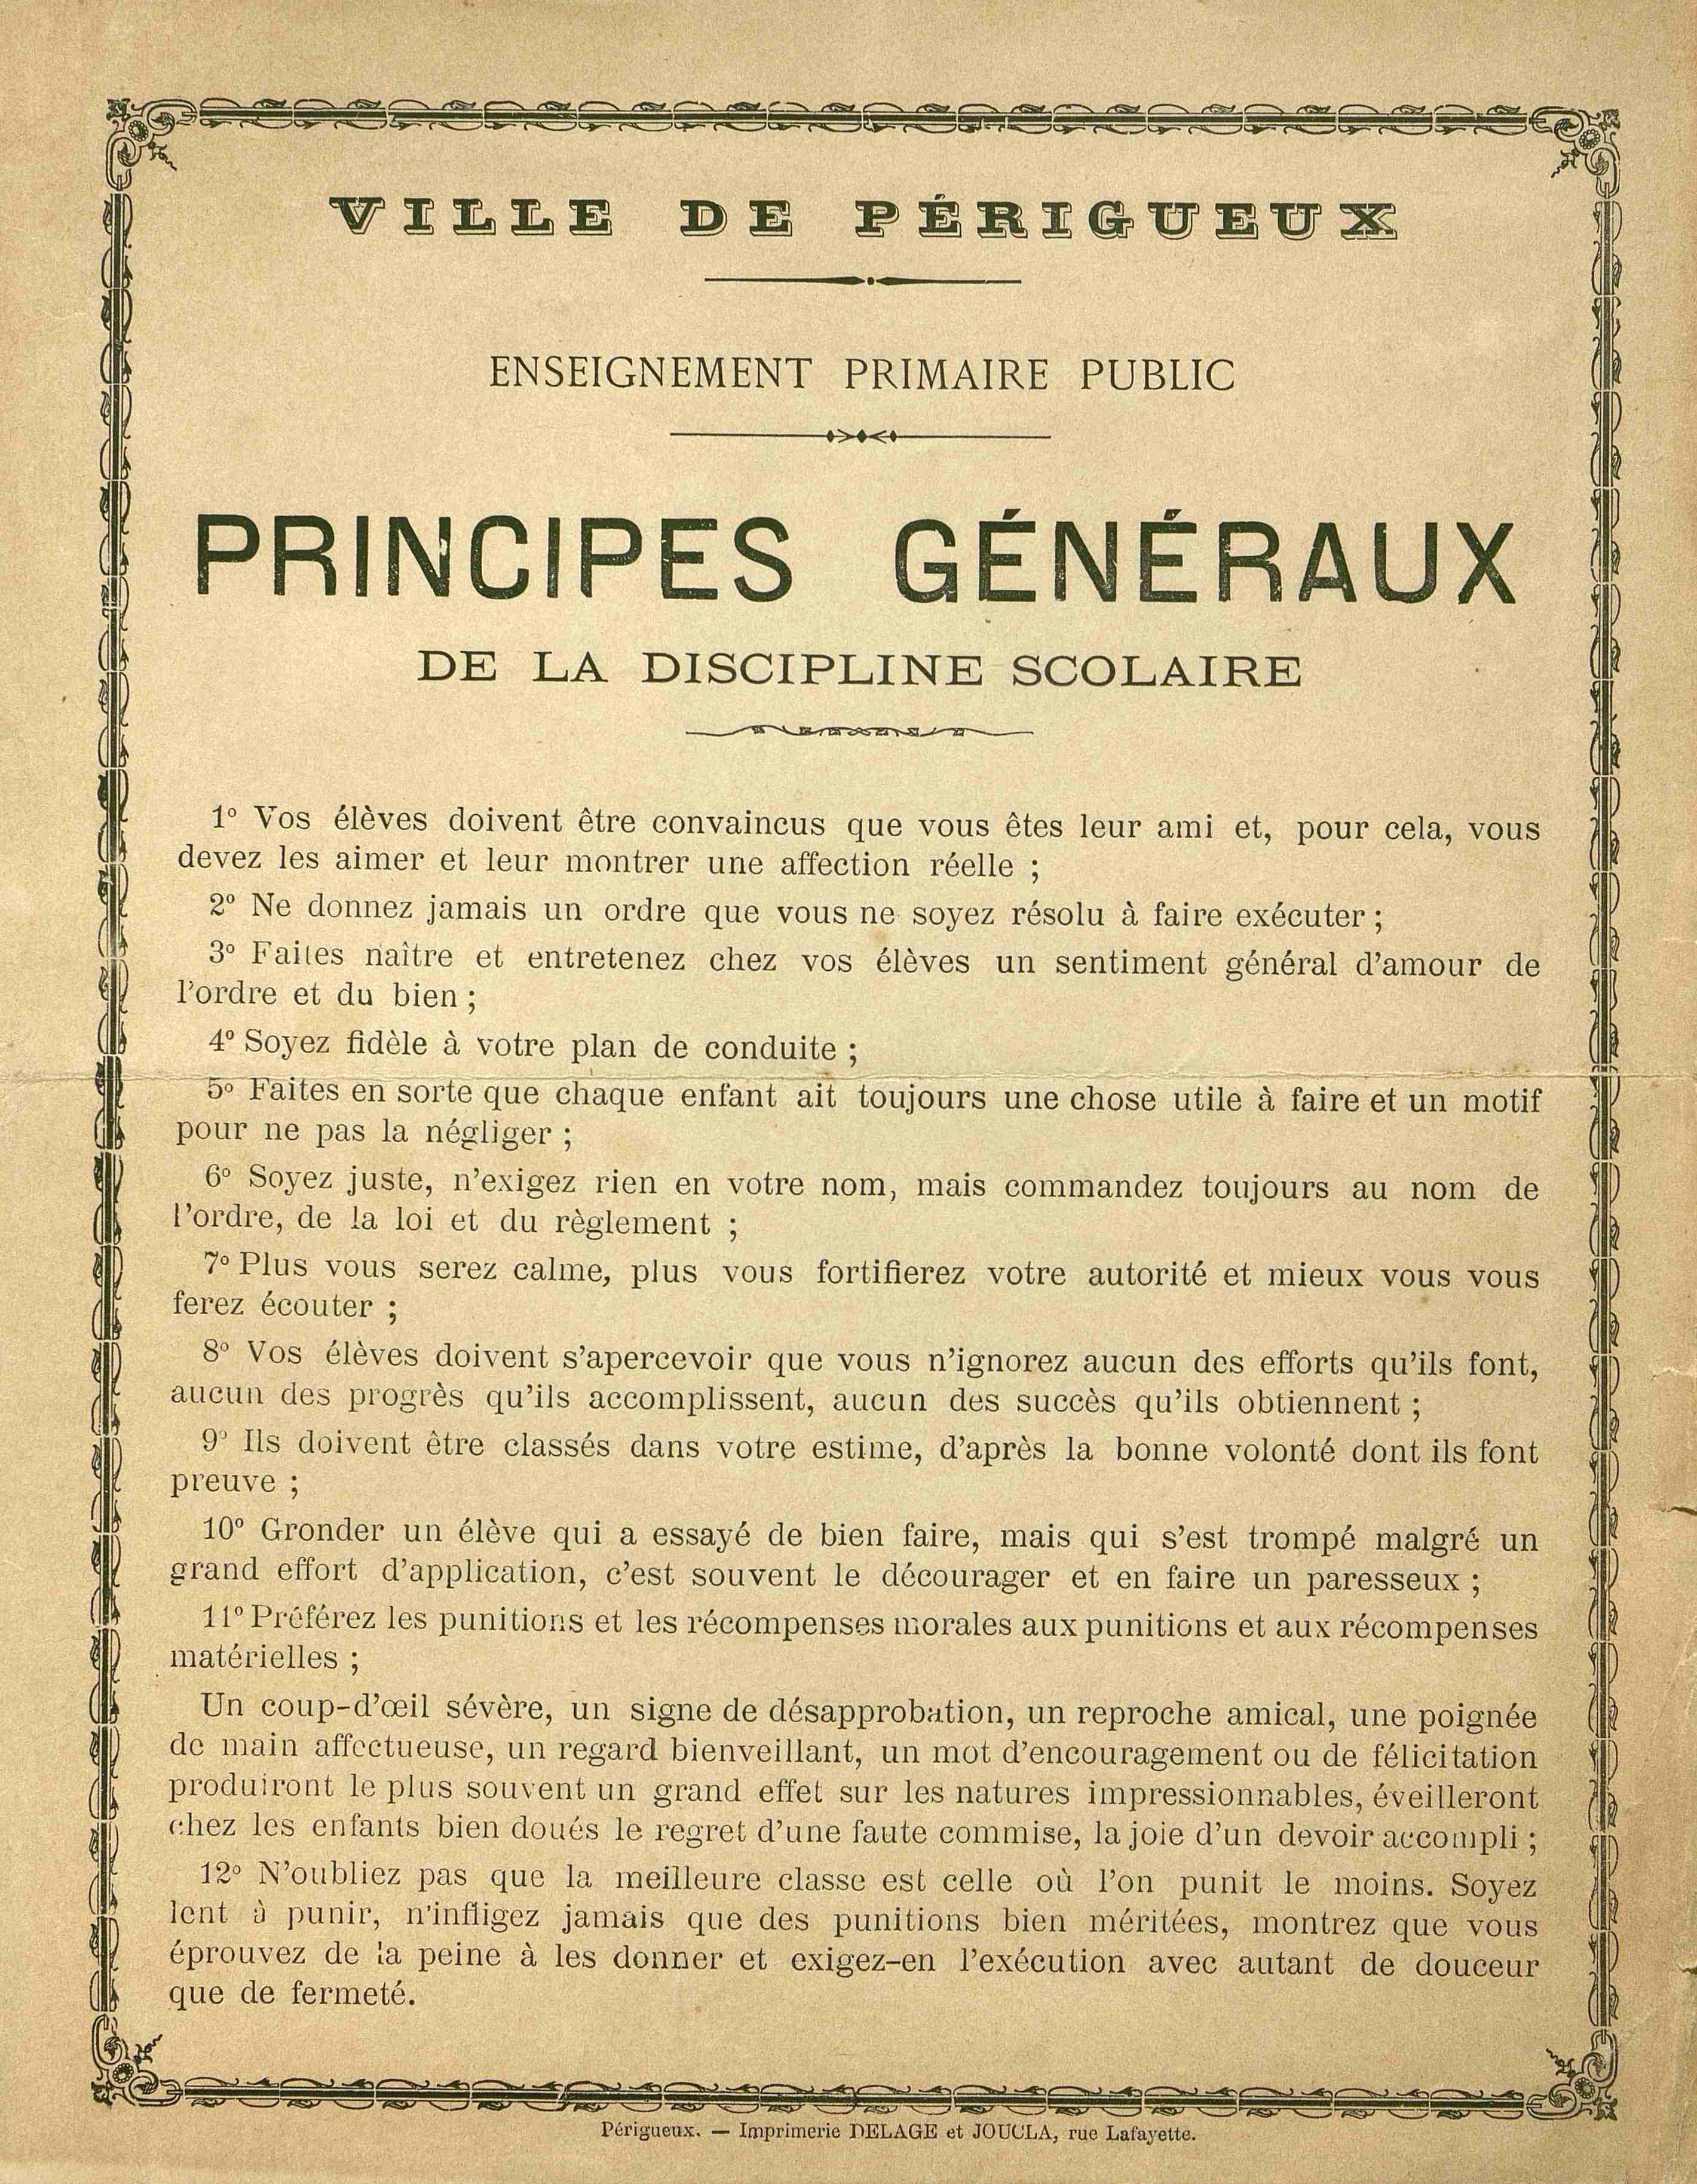 VILLE DE PÉRIGUEUX
ENSEIGNEMENT PRIMAIRE PUBLIC
PRINCIPES GÉNÉRAUX
DE LA DISCIPLINE SCOLAIRE
1º Vos élèves doivent être convaincus que vous êtes leur ami et, pour cela, vous
devez les aimer et leur montrer une affection réelle ;
2º Ne donnez jamais un ordre que vous ne soyez résolu à faire exécuter ;
3º Faites naître et entretenez chez vos élèves un sentiment général d'amour de
l'ordre et du bien ;
4º Soyez fidèle à votre plan de conduite ;
5º Faites en sorte que chaque enfant ait toujours une chose utile à faire et un motif
pour ne pas la négliger ;
6º Soyez juste, n'exigez rien en votre nom, mais commandez toujours au nom de
l'ordre, de la loi et du règlement ;
7º Plus vous serez calme, plus vous fortifierez votre autorité et mieux vous vous
ferez écouter ;
8º Vos élèves doivent s'apercevoir que vous n'ignorez aucun des efforts qu'ils font,
aucun des progrès qu'ils accomplissent, aucun des succès qu'ils obtiennent ;
9º Ils doivent être classés dans votre estime, d'après la bonne volonté dont ils font
preuve ;
10º Gronder un élève qui a essayé de bien faire, mais qui s'est trompé malgré un
grand effort d'application, c'est souvent le décourager et en faire un paresseux ;
11º Préférez les punitions et les récompenses morales aux punitions et aux récompenses
matérielles ;
Un coup-d'œil sévère, un signe de désapprobation, un reproche amical, une poignée
de main affectueuse, un regard bienveillant, un mot d'encouragement ou de félicitation
produiront le plus souvent un grand effet sur les natures impressionnables, éveilleront
chez les enfants bien doués le regret d'une faute commise, la joie d'un devoir accompli ;
12º N'oubliez pas que la meilleure classe est celle où l'on punit le moins. Soyez
lent à punir, n'infligez jamais que des punitions bien méritées, montrez que vous
éprouvez de la peine à les donner et exigez-en l'exécution avec autant de douceur
que de fermeté.
Périgueux. — Imprimerie DELAGE et JOUCLA, rue Lafayette.